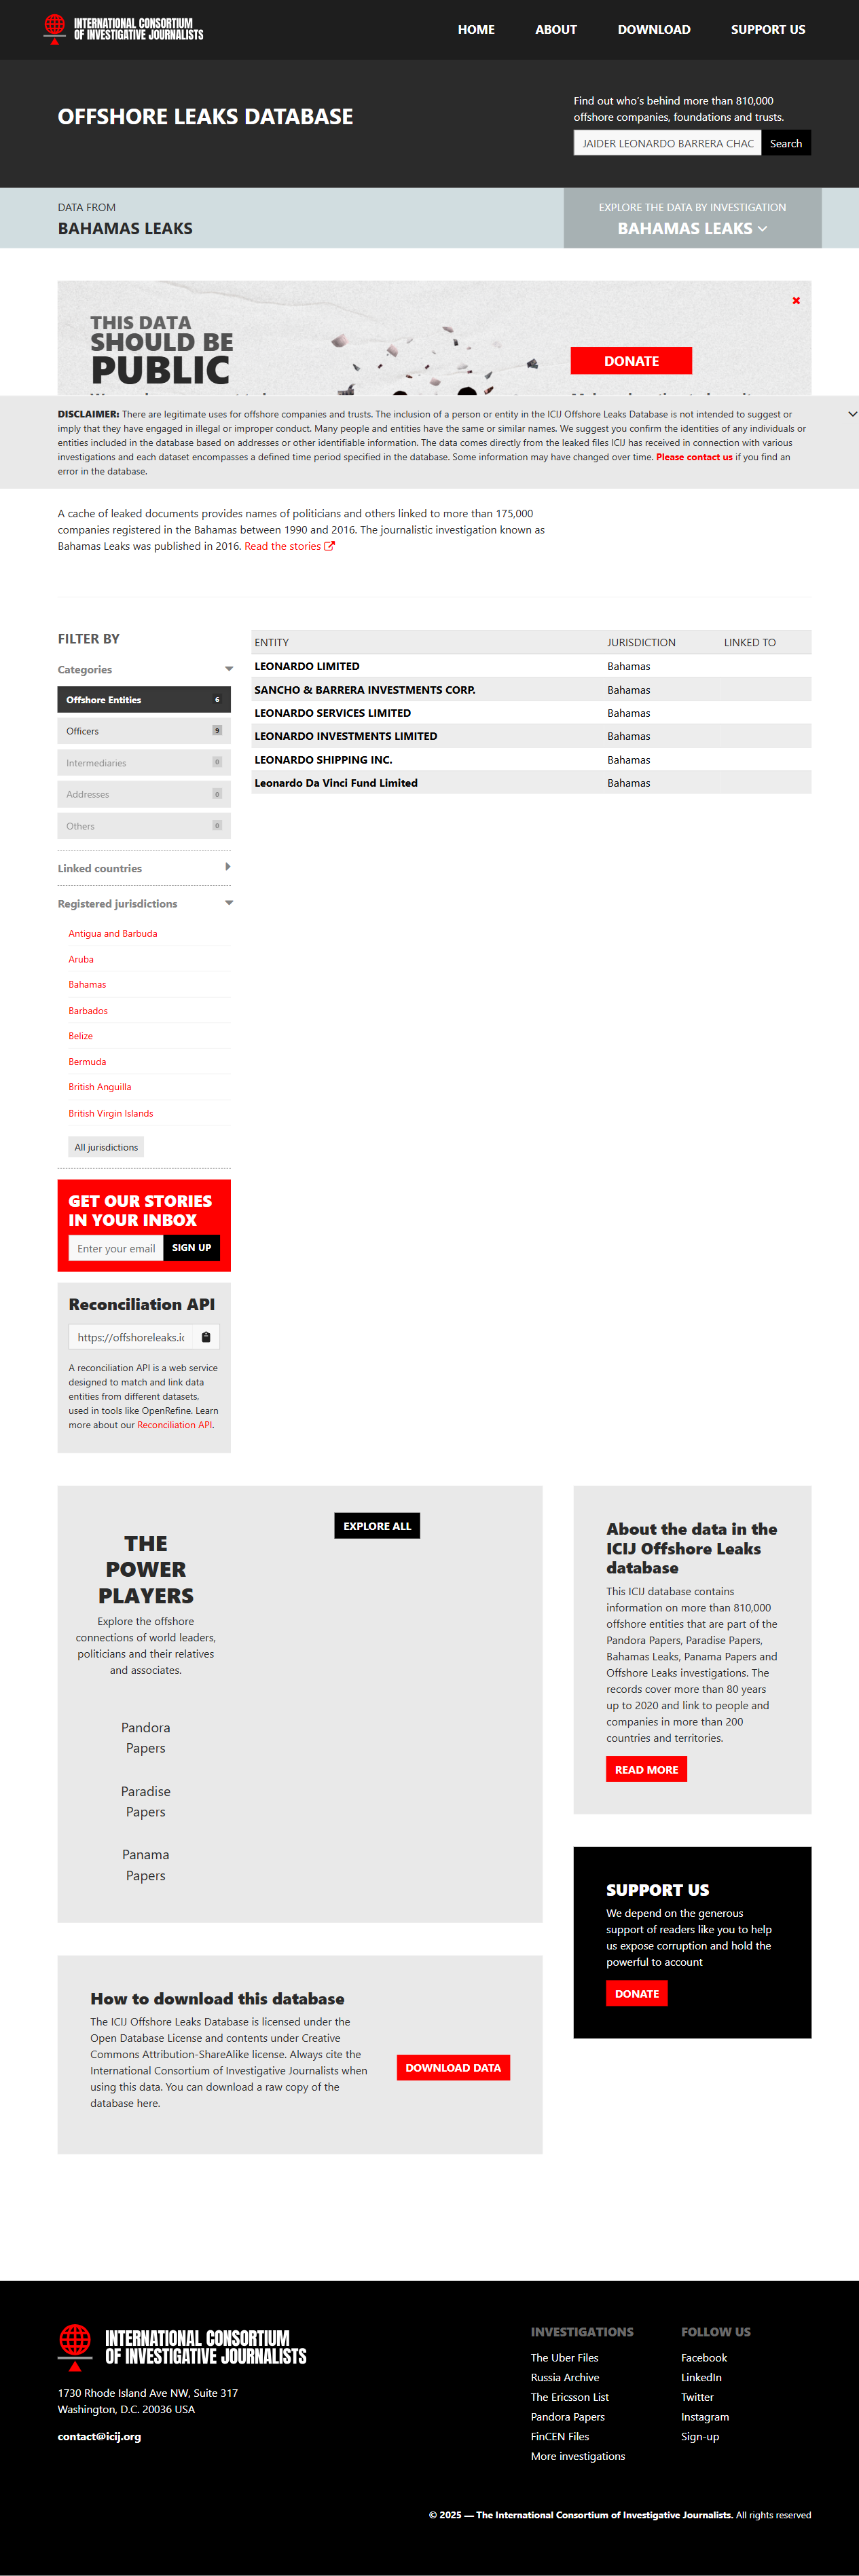 INTERNATIONAL CONSORTIUM
OF INVESTIGATIVE JOURNALISTS
HOME
ABOUT
DOWNLOAD
SUPPORT US
OFFSHORE LEAKS DATABASE
Find out who's behind more than 810,000
offshore companies, foundations and trusts.
JAIDER LEONARDO BARRERA CHAC
Search
DATA FROM
BAHAMAS LEAKS
EXPLORE THE DATA BY INVESTIGATION
BAHAMAS LEAKS
THIS DATA
SHOULD BE
PUBLIC
DONATE
DISCLAIMER: There are legitimate uses for offshore companies and trusts. The inclusion of a person or entity in the ICIJ Offshore Leaks Database is not intended to suggest or
imply that they have engaged in illegal or improper conduct. Many people and entities have the same or similar names. We suggest you confirm the identities of any individuals or
entities included in the database based on addresses or other identifiable information. The data comes directly from the leaked files ICIJ has received in connection with various
investigations and each dataset encompasses a defined time period specified in the database. Some information may have changed over time. Please contact us if you find an
error in the database.
A cache of leaked documents provides names of politicians and others linked to more than 175,000
companies registered in the Bahamas between 1990 and 2016. The journalistic investigation known as
Bahamas Leaks was published in 2016. Read the stories
FILTER BY
Categories
Offshore Entities 6
Officers 9
Intermediaries 0
Addresses 0
Others 0
Linked countries
Registered jurisdictions
Antigua and Barbuda
Aruba
Bahamas
Barbados
Belize
Bermuda
British Anguilla
British Virgin Islands
All jurisdictions
ENTITY JURISDICTION LINKED TO
LEONARDO LIMITED Bahamas
SANCHO & BARRERA INVESTMENTS CORP. Bahamas
LEONARDO SERVICES LIMITED Bahamas
LEONARDO INVESTMENTS LIMITED Bahamas
LEONARDO SHIPPING INC. Bahamas
Leonardo Da Vinci Fund Limited Bahamas
GET OUR STORIES
IN YOUR INBOX
Enter your email
SIGN UP
Reconciliation API
https://offshoreleaks.ic
A reconciliation API is a web service
designed to match and link data
entities from different datasets,
used in tools like OpenRefine. Learn
more about our Reconciliation API.
THE
POWER
PLAYERS
Explore the offshore
connections of world leaders,
politicians and their relatives
and associates.
EXPLORE ALL
Pandora
Papers
Paradise
Papers
Panama
Papers
About the data in the
ICIJ Offshore Leaks
database
This ICIJ database contains
information on more than 810,000
offshore entities that are part of the
Pandora Papers, Paradise Papers,
Bahamas Leaks, Panama Papers and
Offshore Leaks investigations. The
records cover more than 80 years
up to 2020 and link to people and
companies in more than 200
countries and territories.
READ MORE
SUPPORT US
We depend on the generous
support of readers like you to help
us expose corruption and hold the
powerful to account
DONATE
How to download this database
The ICIJ Offshore Leaks Database is licensed under the
Open Database License and contents under Creative
Commons Attribution-ShareAlike license. Always cite the
International Consortium of Investigative Journalists when
using this data. You can download a raw copy of the
database here.
DOWNLOAD DATA
INTERNATIONAL CONSORTIUM
OF INVESTIGATIVE JOURNALISTS
1730 Rhode Island Ave NW, Suite 317
Washington, D.C. 20036 USA
contact@icij.org
INVESTIGATIONS
The Uber Files
Russia Archive
The Ericsson List
Pandora Papers
FinCEN Files
More investigations
FOLLOW US
Facebook
LinkedIn
Twitter
Instagram
Sign-up
© 2025 — The International Consortium of Investigative Journalists. All rights reserved